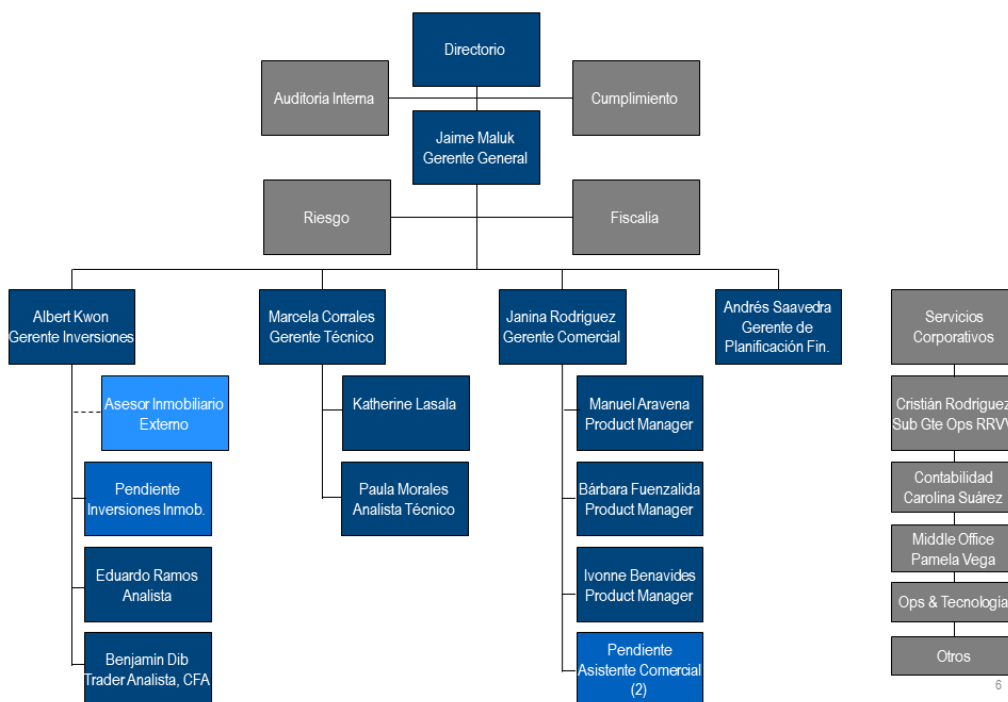 Directorio
Auditoria Interna
Cumplimiento
Jaime Maluk
Gerente General
Riesgo
Fiscalia
Albert Kwon
Gerente Inversiones
Marcela Corrales
Gerente Técnico
Janina Rodriguez
Gerente Comercial
Andrés Saavedra
Gerente de
Planificación Fin.
Servicios
Corporativos
Asesor Inmobiliario
Externo
Katherine Lasala
Manuel Aravena
Product Manager
Cristián Rodriguez
Sub Gte Ops RRVV
Pendiente
Inversiones Inmob.
Paula Morales
Analista Técnico
Bárbara Fuenzalida
Product Manager
Contabilidad
Carolina Suárez
Middle Office
Pamela Vega
Eduardo Ramos
Analista
Ivonne Benavides
Product Manager
Ops & Tecnologia
Benjamin Dib
Trader Analista, CFA
Pendiente
Asistente Comercial
(2)
Otros
6